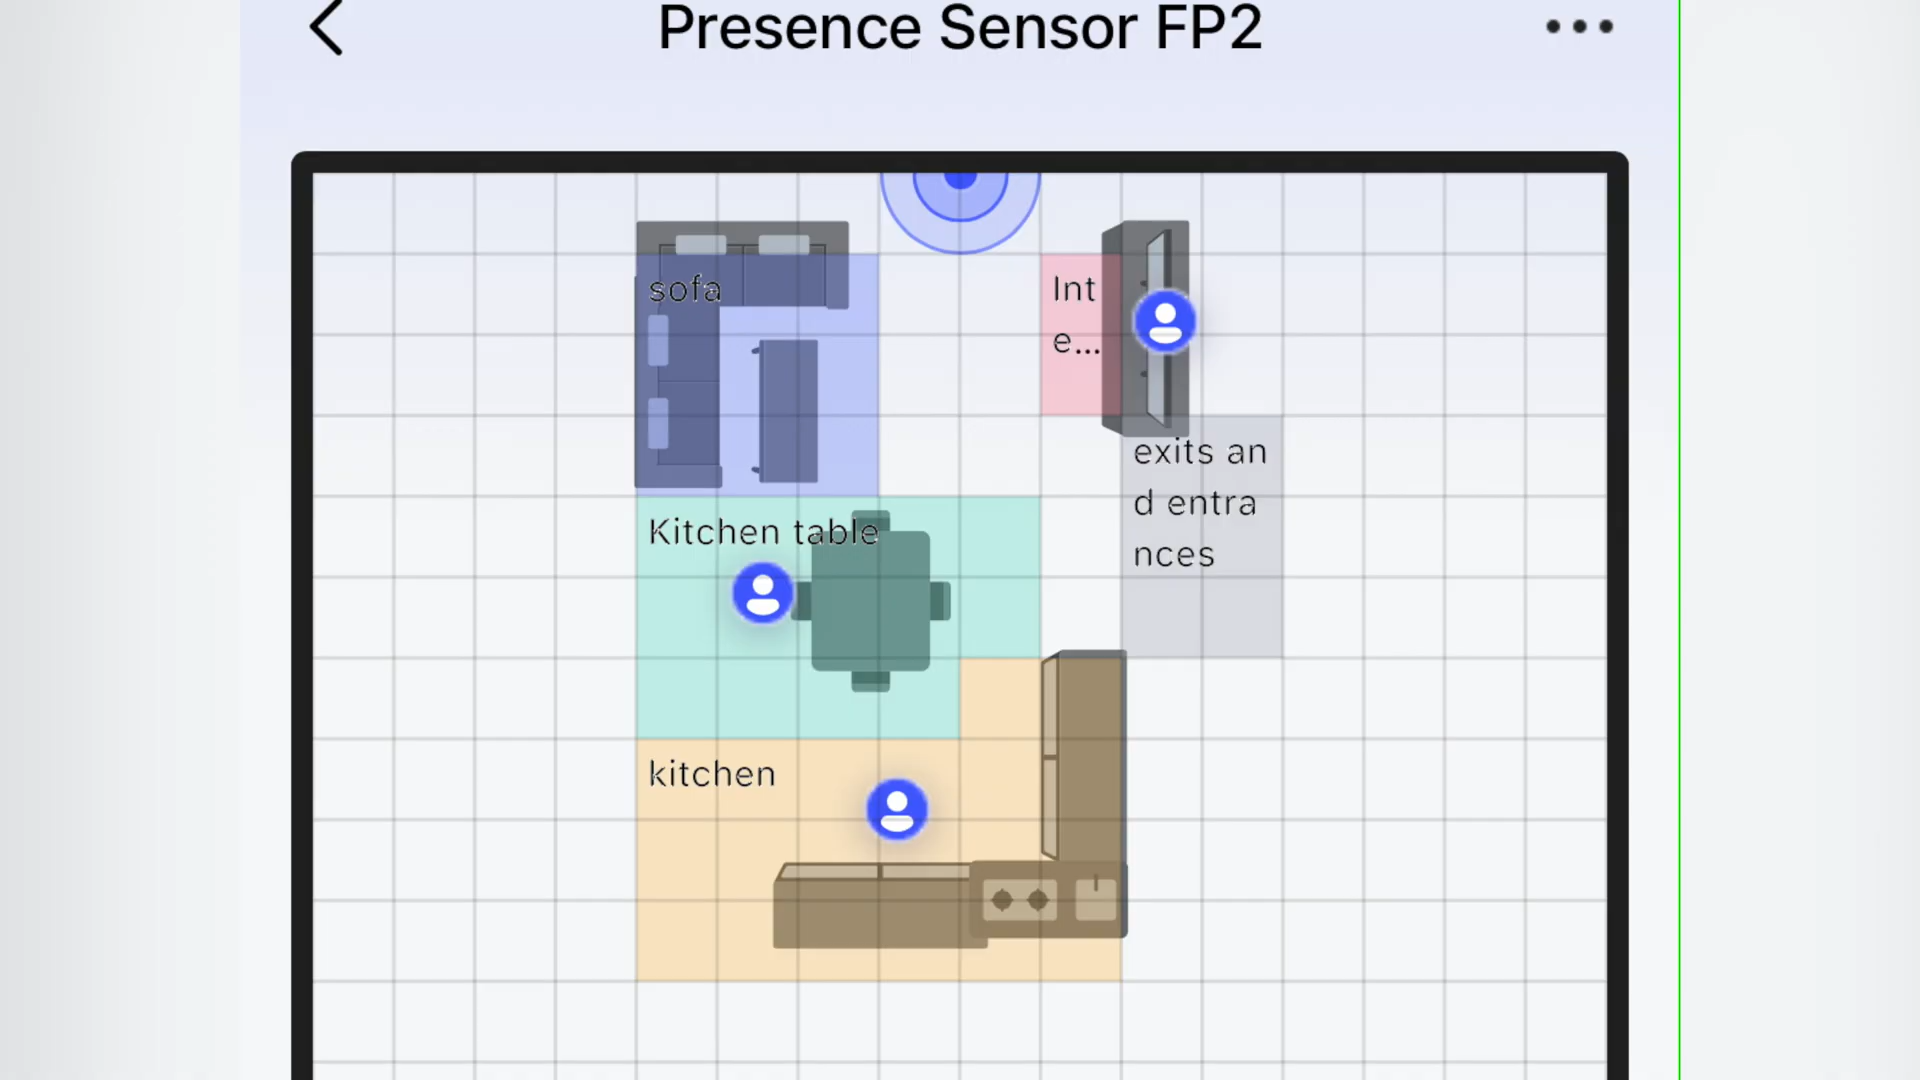 Presence Sensor FP2
sofa
Int
e...
exits an
d entra
nces
Kitchen table
kitchen